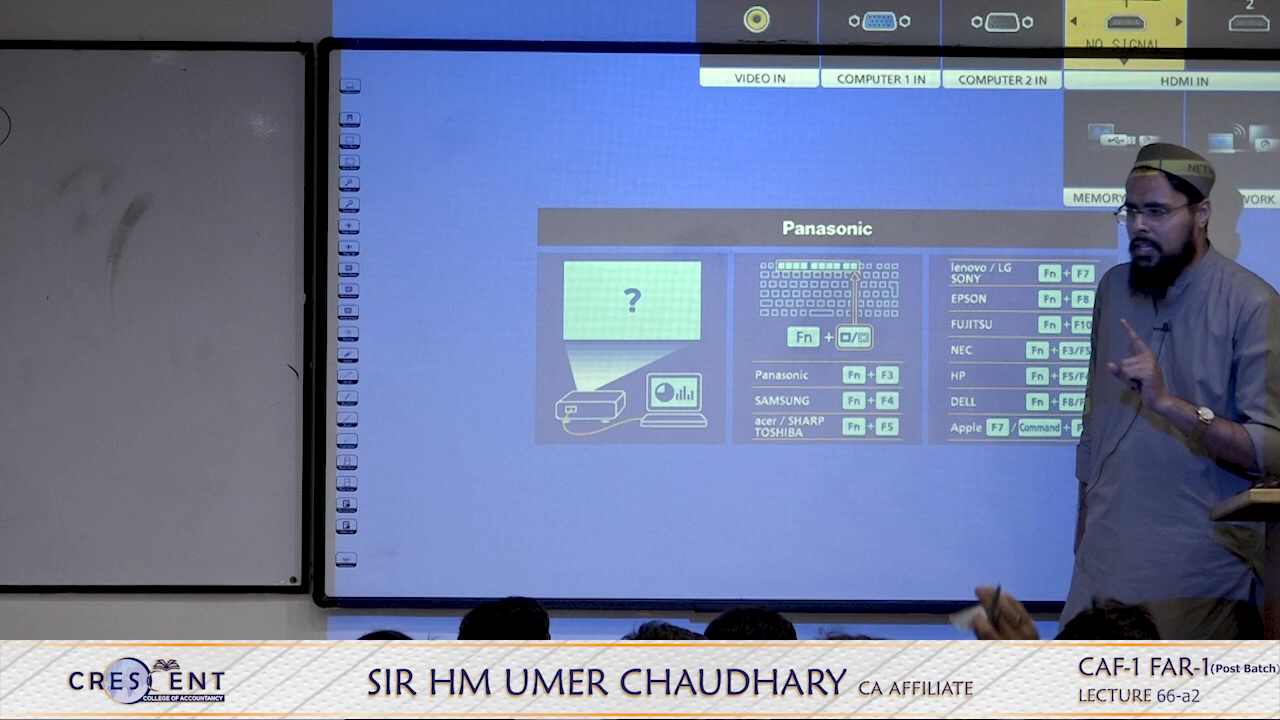 1
2
NO SIGNAL
VIDEO IN
COMPUTER 1 IN
COMPUTER 2 IN
HDMI IN
MEMORY
WORK
NET
Panasonic
?
Fn +
Panasonic Fn + F3
SAMSUNG Fn + F4
acer / SHARP
TOSHIBA Fn + F5
lenovo / LG
SONY Fn + F7
EPSON Fn + F8
FUJITSU Fn + F10
NEC Fn + F3/F5
HP Fn + F5/F
DELL Fn + F8/F
Apple F7 / Command + F
CRESCENT
COLLEGE OF ACCOUNTANCY
SIR HM UMER CHAUDHARY CA AFFILIATE
CAF-1 FAR-1 (Post Batch)
LECTURE 66-a2